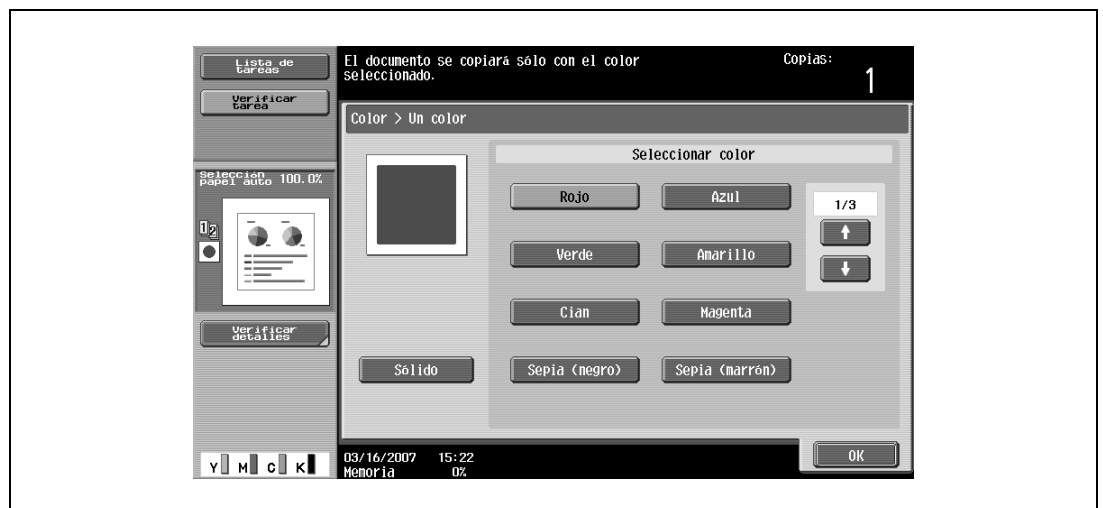 Lista de
tareas
Verificar
tarea
El documento se copiará sólo con el color
seleccionado.
Copias:
1
Color > Un color
Seleccionar color
Selección
papel auto 100.0%
12
Rojo
Azul
1/3
Verde
Amarillo
Cian
Magenta
Verificar
detalles
Sólido
Sepia (negro)
Sepia (marrón)
Y M C K
03/16/2007 15:22
Memoria 0%
OK